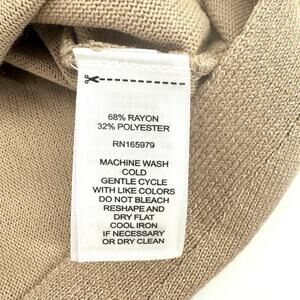 68% RAYON
32% POLYESTER
RN165979
MACHINE WASH
COLD
GENTLE CYCLE
WITH LIKE COLORS
DO NOT BLEACH
RESHAPE AND
DRY FLAT
COOL IRON
IF NECESSARY
OR DRY CLEAN